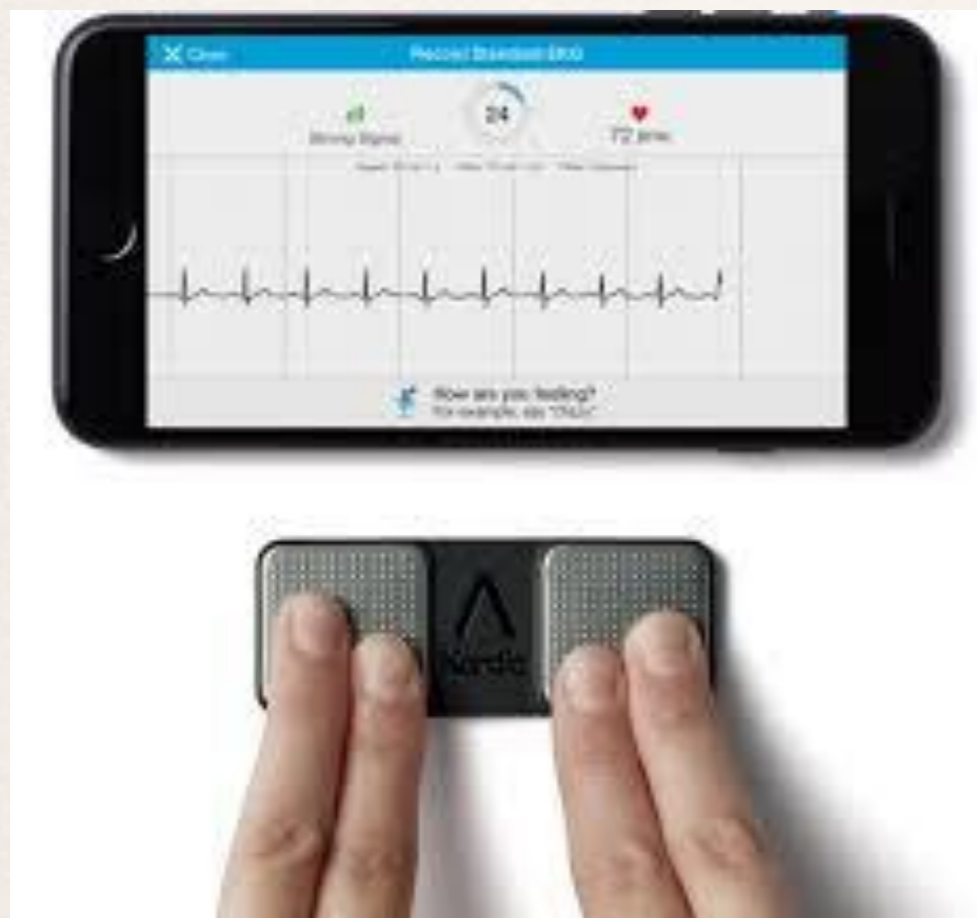 X Close
Record Standard EKG
24
Strong Signal
72 BPM
How are you feeling?
For example, say "Dizzy"